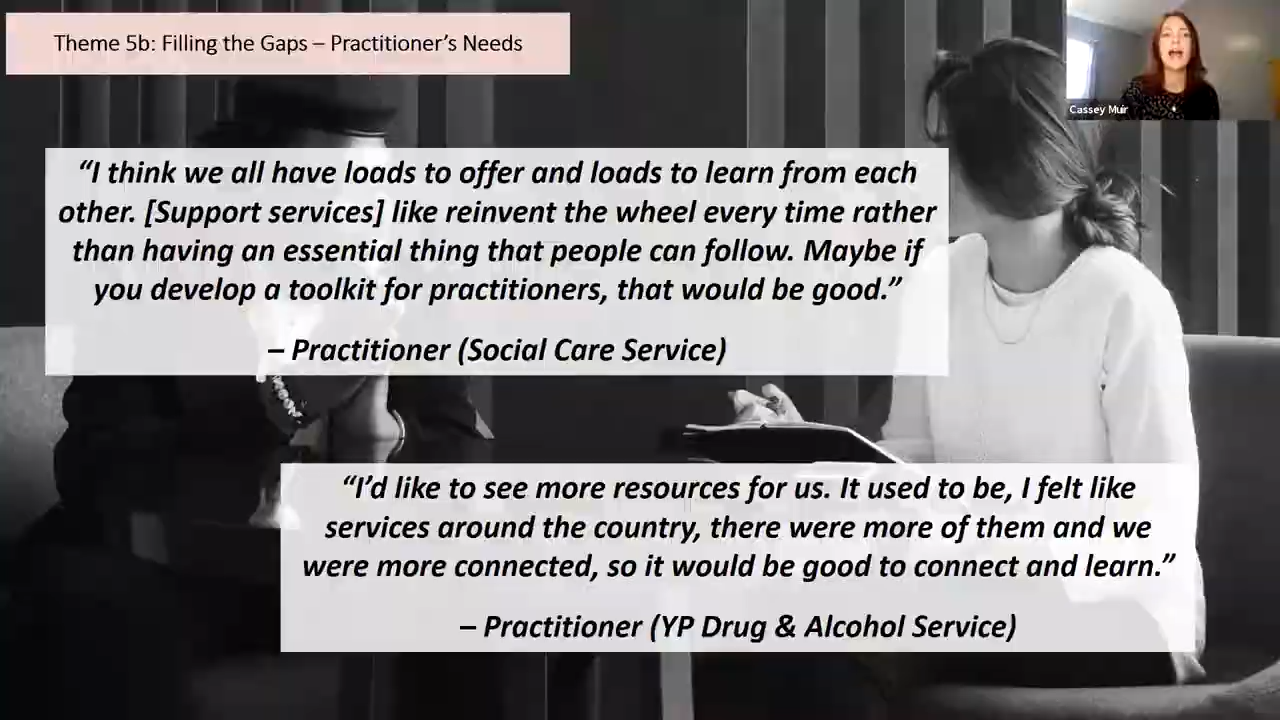 Theme 5b: Filling the Gaps – Practitioner’s Needs
Cassey Muir
“I think we all have loads to offer and loads to learn from each
other. [Support services] like reinvent the wheel every time rather
than having an essential thing that people can follow. Maybe if
you develop a toolkit for practitioners, that would be good.”
– Practitioner (Social Care Service)
“I’d like to see more resources for us. It used to be, I felt like
services around the country, there were more of them and we
were more connected, so it would be good to connect and learn.”
– Practitioner (YP Drug & Alcohol Service)